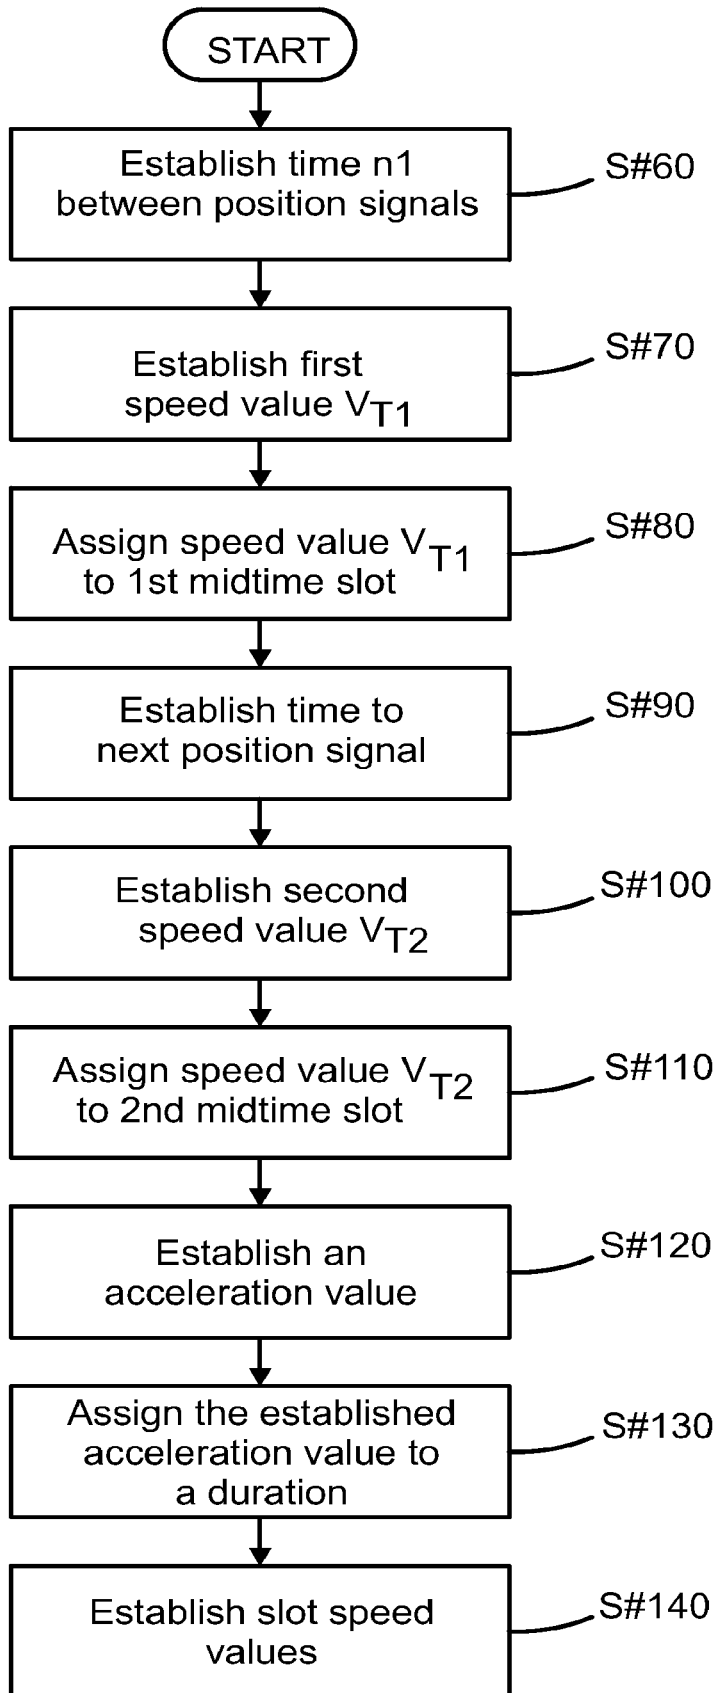 START
Establish time n1
between position signals
S#60
Establish first
speed value VT1
S#70
Assign speed value VT1
to 1st midtime slot
S#80
Establish time to
next position signal
S#90
Establish second
speed value VT2
S#100
Assign speed value VT2
to 2nd midtime slot
S#110
Establish an
acceleration value
S#120
Assign the established
acceleration value to
a duration
S#130
Establish slot speed
values
S#140